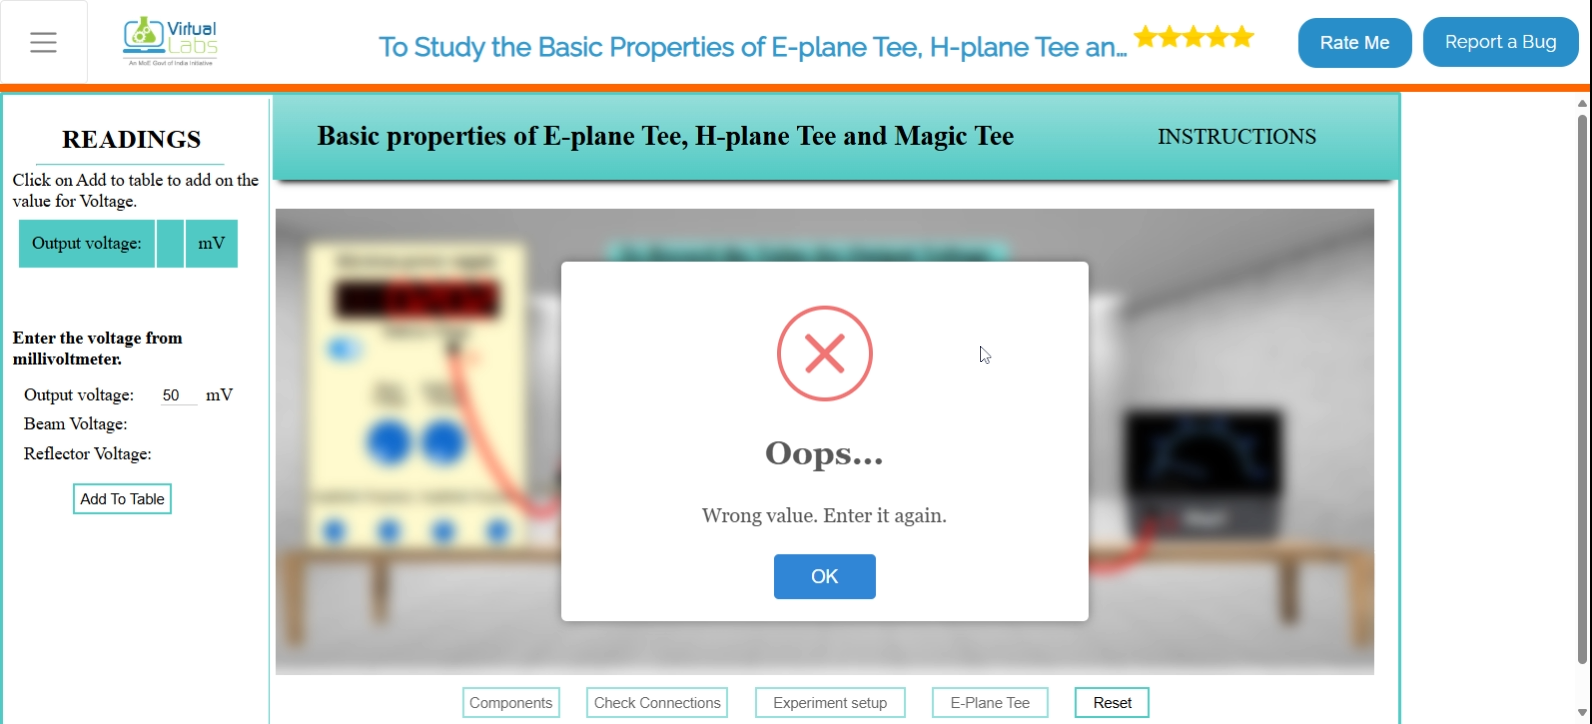 Virtual
Labs
An MoE Govt of India Initiative
To Study the Basic Properties of E-plane Tee, H-plane Tee an...
Rate Me
Report a Bug
READINGS
Click on Add to table to add on the
value for Voltage.
Output voltage: mV
Enter the voltage from
millivoltmeter.
Output voltage: 50 mV
Beam Voltage:
Reflector Voltage:
Add To Table
Basic properties of E-plane Tee, H-plane Tee and Magic Tee
INSTRUCTIONS
Oops...
Wrong value. Enter it again.
OK
Components
Check Connections
Experiment setup
E-Plane Tee
Reset